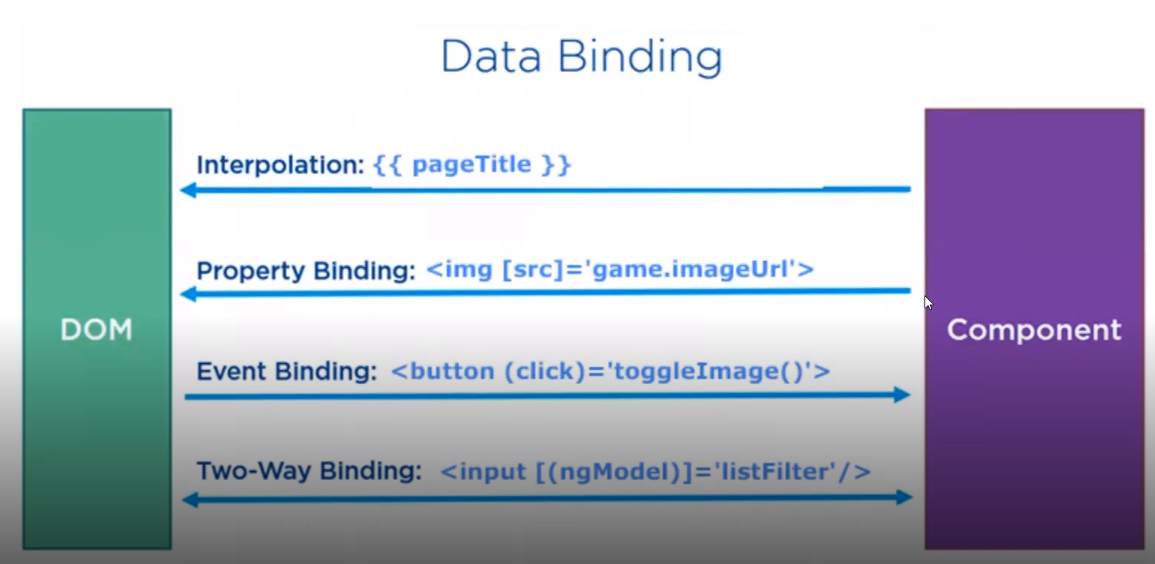 Data Binding
Interpolation: {{ pageTitle }}
Property Binding: <img [src]='game.imageUrl'>
DOM
Component
Event Binding: <button (click)='toggleImage()'>
Two-Way Binding: <input [(ngModel)]='listFilter'/>